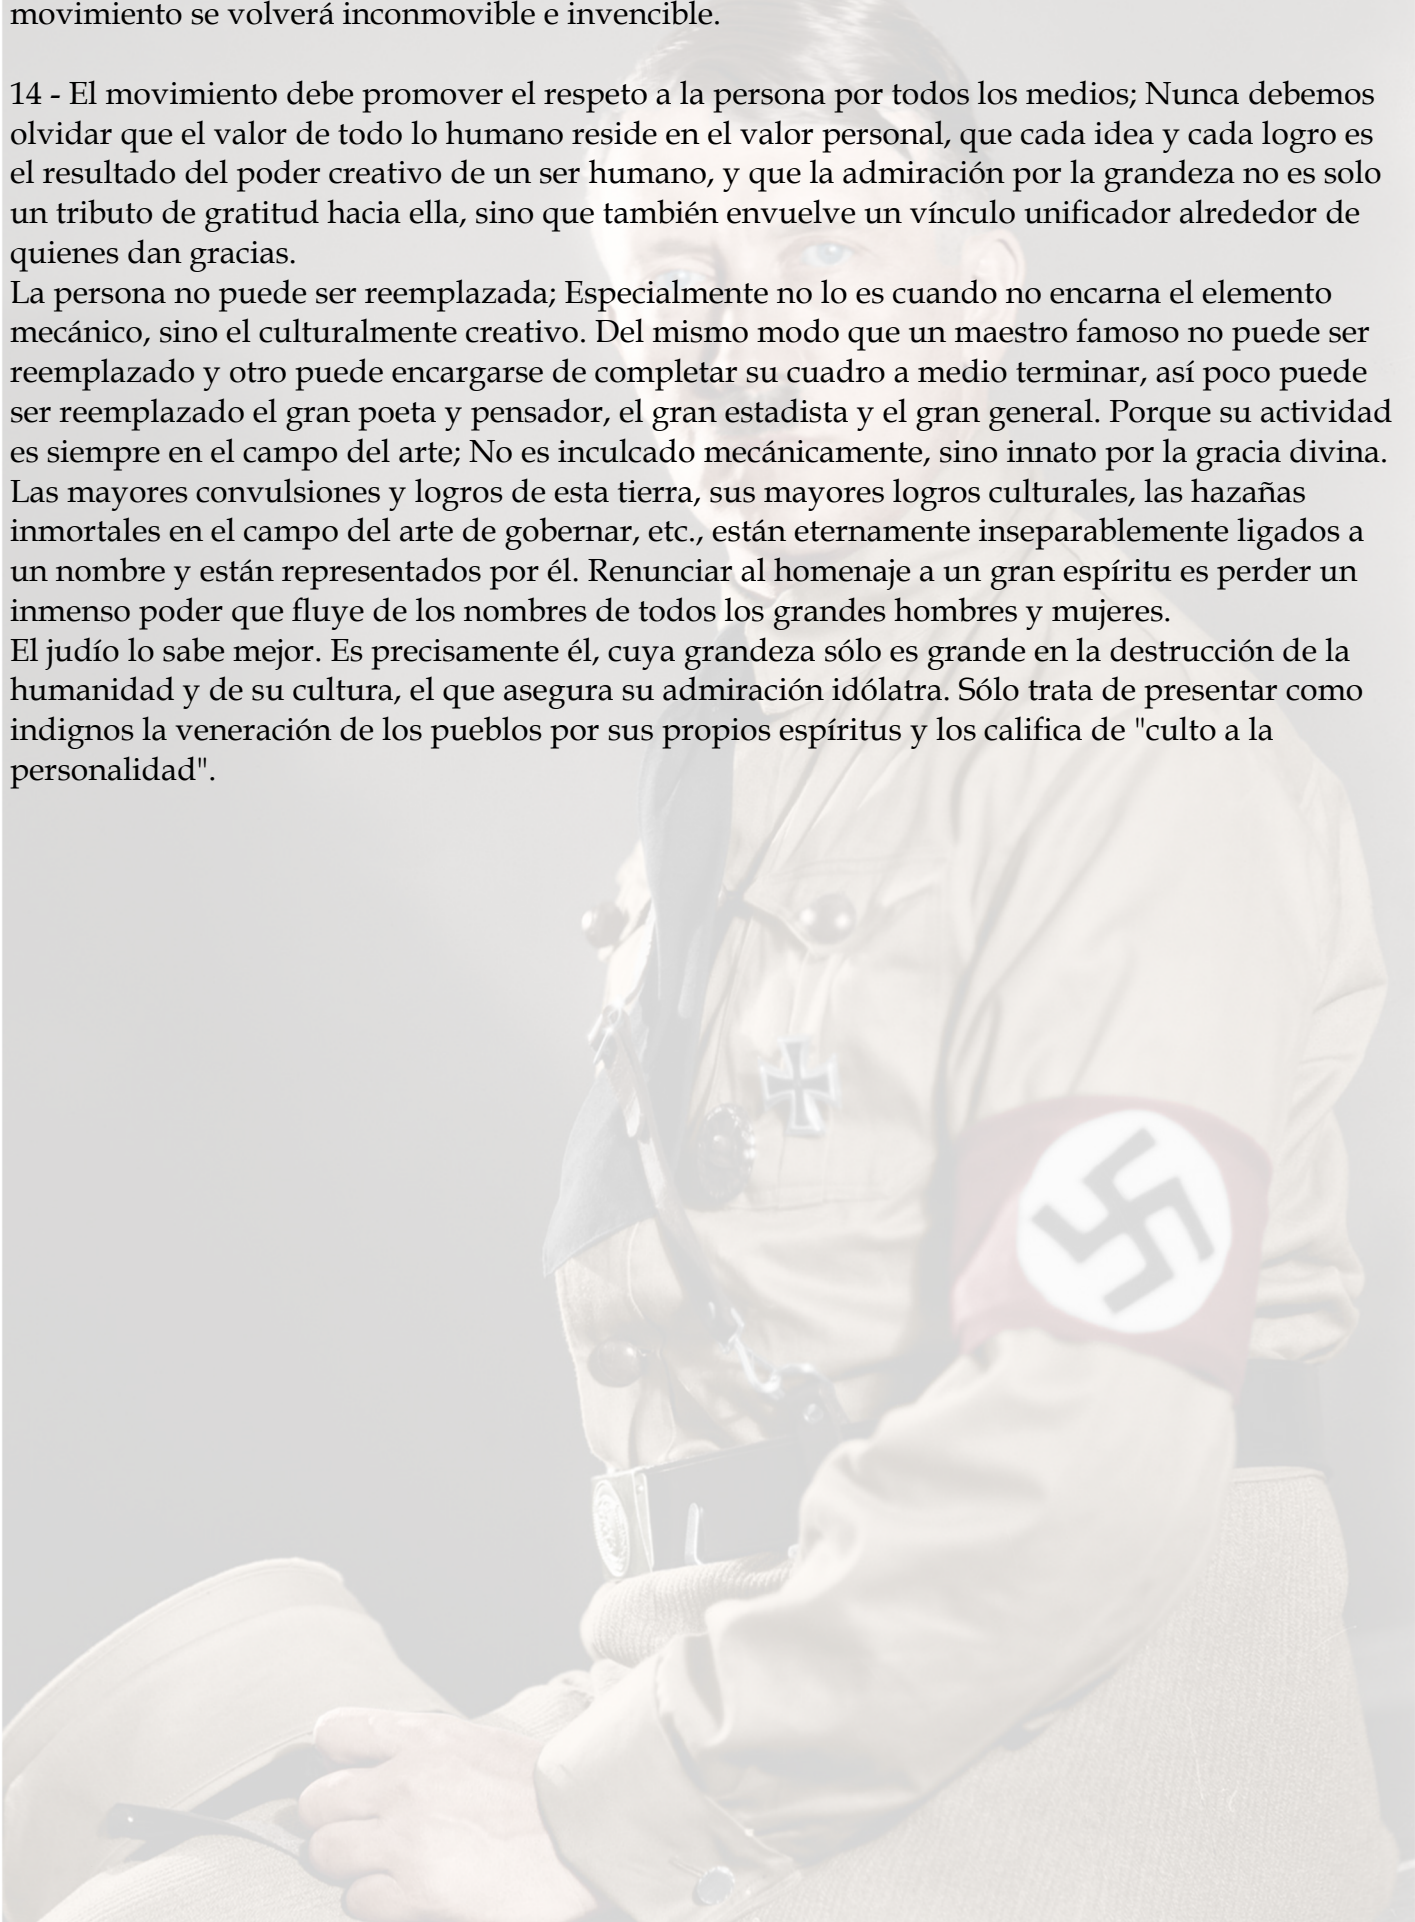 movimiento se volverá inconmovible e invencible.
14 - El movimiento debe promover el respeto a la persona por todos los medios; Nunca debemos
olvidar que el valor de todo lo humano reside en el valor personal, que cada idea y cada logro es
el resultado del poder creativo de un ser humano, y que la admiración por la grandeza no es solo
un tributo de gratitud hacia ella, sino que también envuelve un vínculo unificador alrededor de
quienes dan gracias.
La persona no puede ser reemplazada; Especialmente no lo es cuando no encarna el elemento
mecánico, sino el culturalmente creativo. Del mismo modo que un maestro famoso no puede ser
reemplazado y otro puede encargarse de completar su cuadro a medio terminar, así poco puede
ser reemplazado el gran poeta y pensador, el gran estadista y el gran general. Porque su actividad
es siempre en el campo del arte; No es inculcado mecánicamente, sino innato por la gracia divina.
Las mayores convulsiones y logros de esta tierra, sus mayores logros culturales, las hazañas
inmortales en el campo del arte de gobernar, etc., están eternamente inseparablemente ligados a
un nombre y están representados por él. Renunciar al homenaje a un gran espíritu es perder un
inmenso poder que fluye de los nombres de todos los grandes hombres y mujeres.
El judío lo sabe mejor. Es precisamente él, cuya grandeza sólo es grande en la destrucción de la
humanidad y de su cultura, el que asegura su admiración idólatra. Sólo trata de presentar como
indignos la veneración de los pueblos por sus propios espíritus y los califica de "culto a la
personalidad".